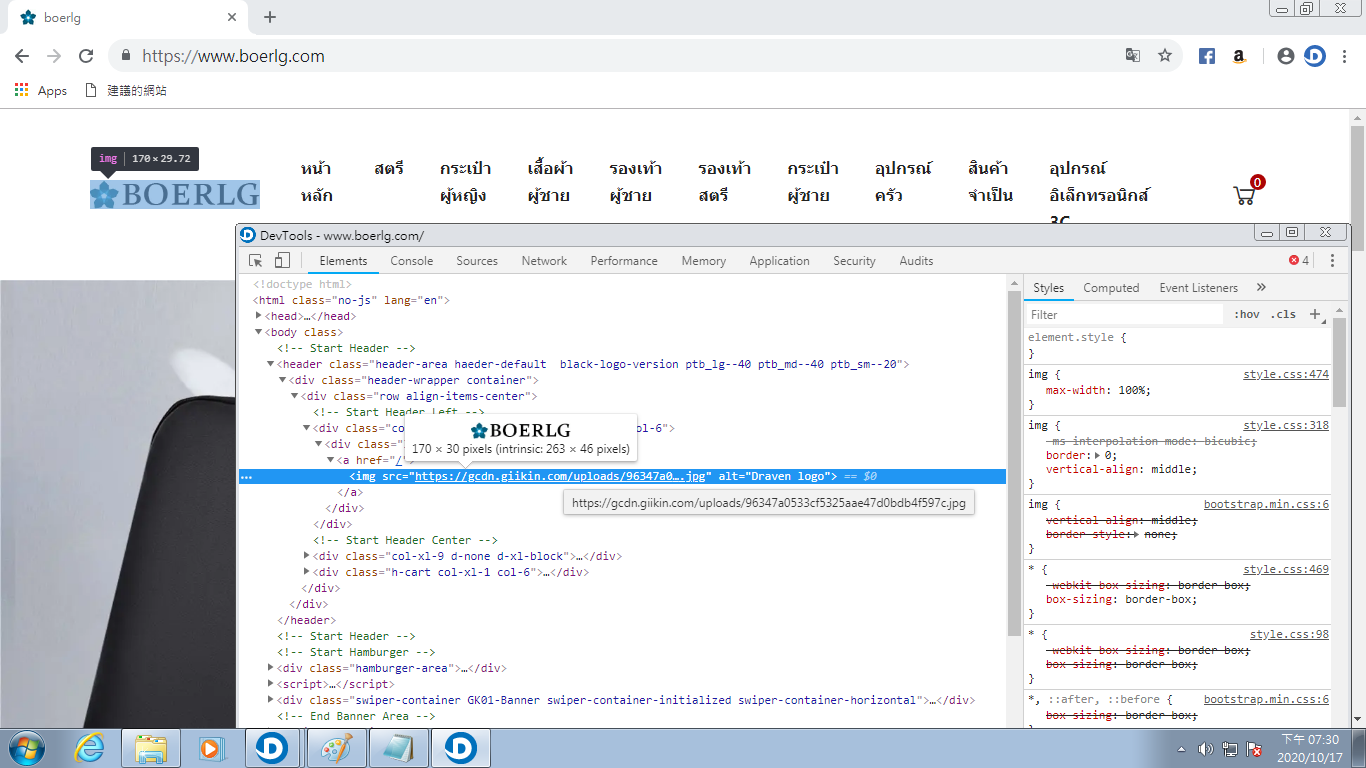 boerlg
https://www.boerlg.com
Apps
建議的網站
img 170 × 29.72
BOERLG
หน้า
หลัก
สตรี
กระเป๋า
ผู้หญิง
เสื้อผ้า
ผู้ชาย
รองเท้า
ผู้ชาย
รองเท้า
สตรี
กระเป๋า
ผู้ชาย
อุปกรณ์
ครัว
สินค้า
จำเป็น
อุปกรณ์
อิเล็กทรอนิกส์
3C
0
DevTools - www.boerlg.com/
Elements Console Sources Network Performance Memory Application Security Audits
4
<!doctype html>
<html class="no-js" lang="en">
<head>…</head>
<body class>
<!-- Start Header -->
<header class="header-area haeder-default  black-logo-version ptb_lg--40 ptb_md--40 ptb_sm--20">
<div class="header-wrapper container">
<div class="row align-items-center">
<!-- Start Header Left -->
<div class="co col-6">
BOERLG
170 × 30 pixels (intrinsic: 263 × 46 pixels)
<div class="
<a href="/">
<img src="https://gcdn.giikin.com/uploads/96347a0….jpg" alt="Draven logo"> == $0
https://gcdn.giikin.com/uploads/96347a0533cf5325aae47d0bdb4f597c.jpg
</a>
</div>
</div>
<!-- Start Header Center -->
<div class="col-xl-9 d-none d-xl-block">…</div>
<div class="h-cart col-xl-1 col-6">…</div>
</div>
</div>
</header>
<!-- Start Header -->
<!-- Start Hamburger -->
<div class="hamburger-area">…</div>
<script>…</script>
<div class="swiper-container GK01-Banner swiper-container-initialized swiper-container-horizontal">…</div>
<!-- End Banner Area -->
Styles Computed Event Listeners »
Filter :hov .cls +
element.style {
}
img { style.css:474
max-width: 100%;
}
img { style.css:318
-ms-interpolation-mode: bicubic;
border: 0;
vertical-align: middle;
}
img { bootstrap.min.css:6
vertical-align: middle;
border-style: none;
}
* { style.css:469
-webkit-box-sizing: border-box;
box-sizing: border-box;
}
* { style.css:98
-webkit-box-sizing: border-box;
box-sizing: border-box;
}
*, ::after, ::before { bootstrap.min.css:6
box-sizing: border-box;
下午 07:30
2020/10/17